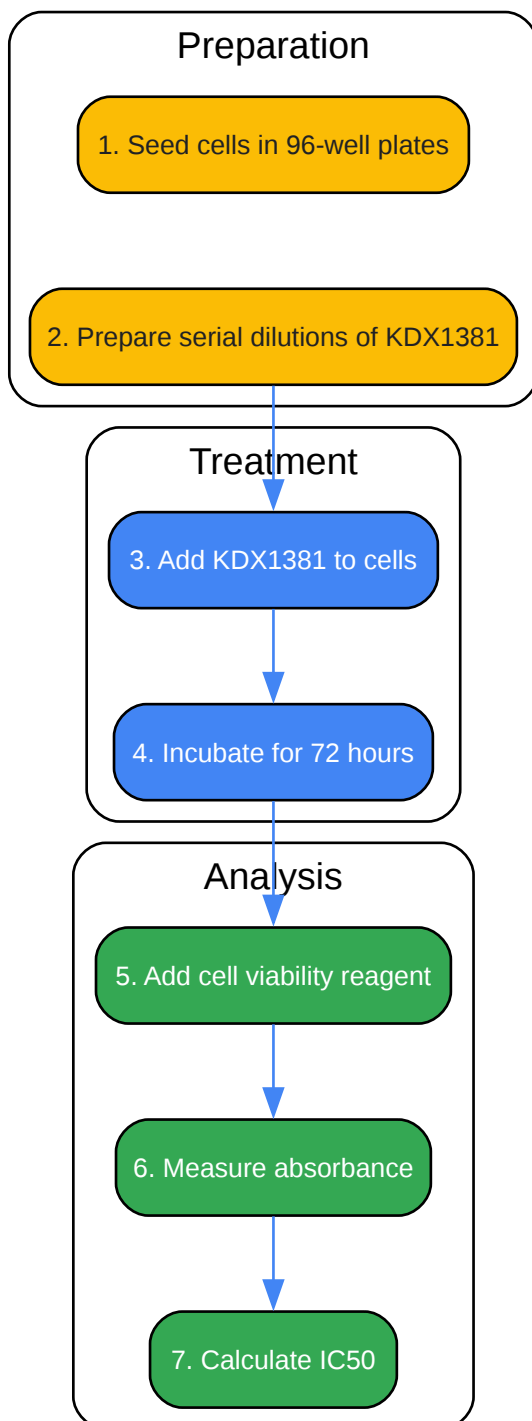 Preparation
1. Seed cells in 96-well plates
2. Prepare serial dilutions of KDX1381
Treatment
3. Add KDX1381 to cells
4. Incubate for 72 hours
Analysis
5. Add cell viability reagent
6. Measure absorbance
7. Calculate IC50